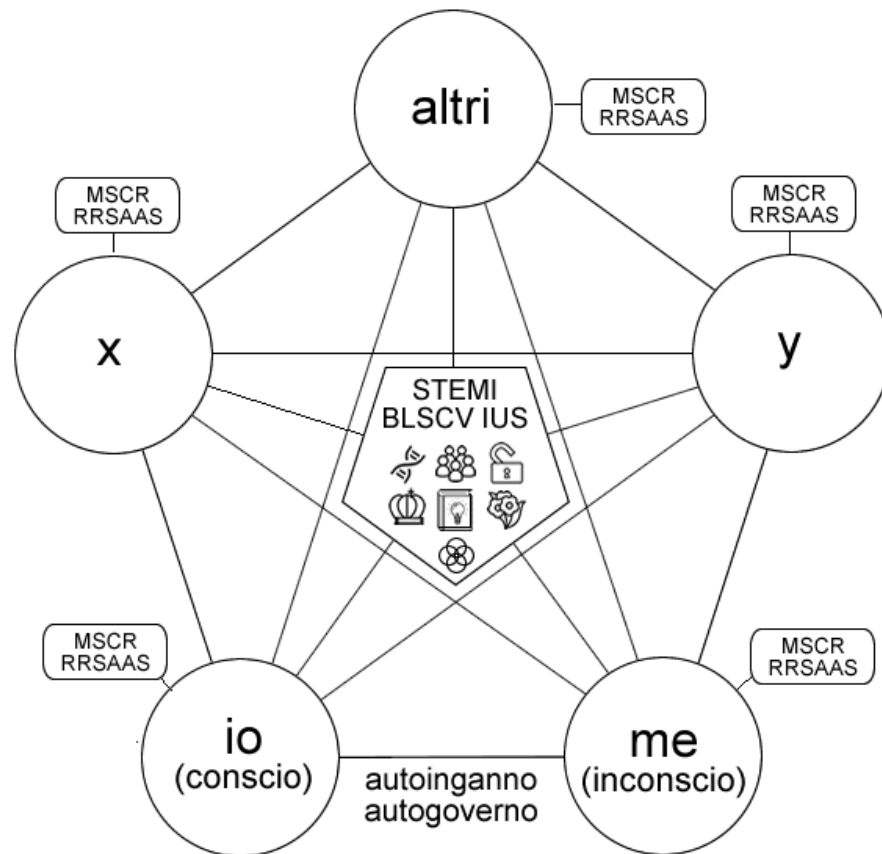 altri
MSCR
RRSAAS
MSCR
RRSAAS
MSCR
RRSAAS
x
y
STEMI
BLSCV IUS
MSCR
RRSAAS
MSCR
RRSAAS
io
(conscio)
me
(inconscio)
autoinganno
autogoverno